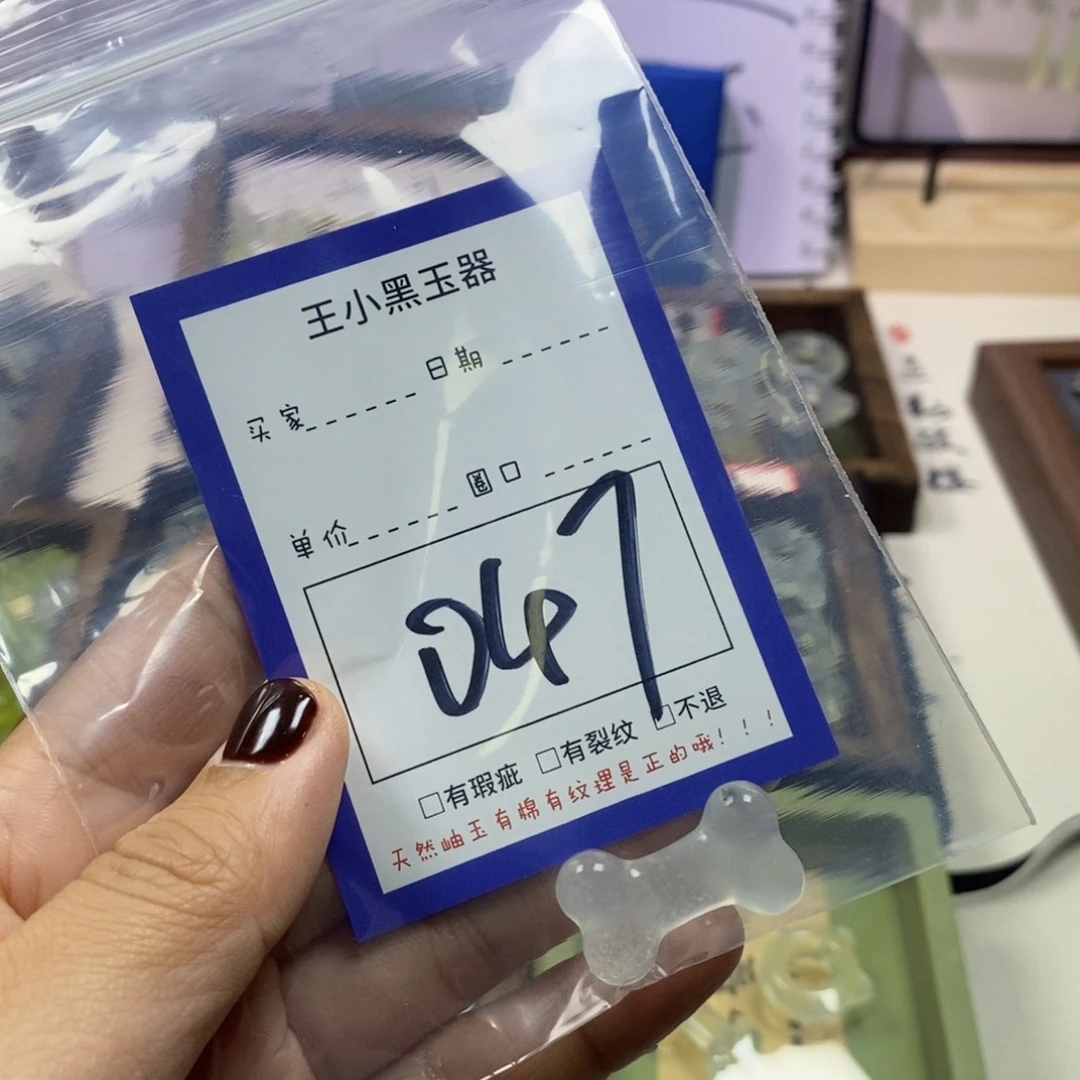 王小黑玉器
买家 日期
单价 圈口
047
□有瑕疵 □有裂纹 □不退
天然岫玉有棉有纹理是正的哦！！！